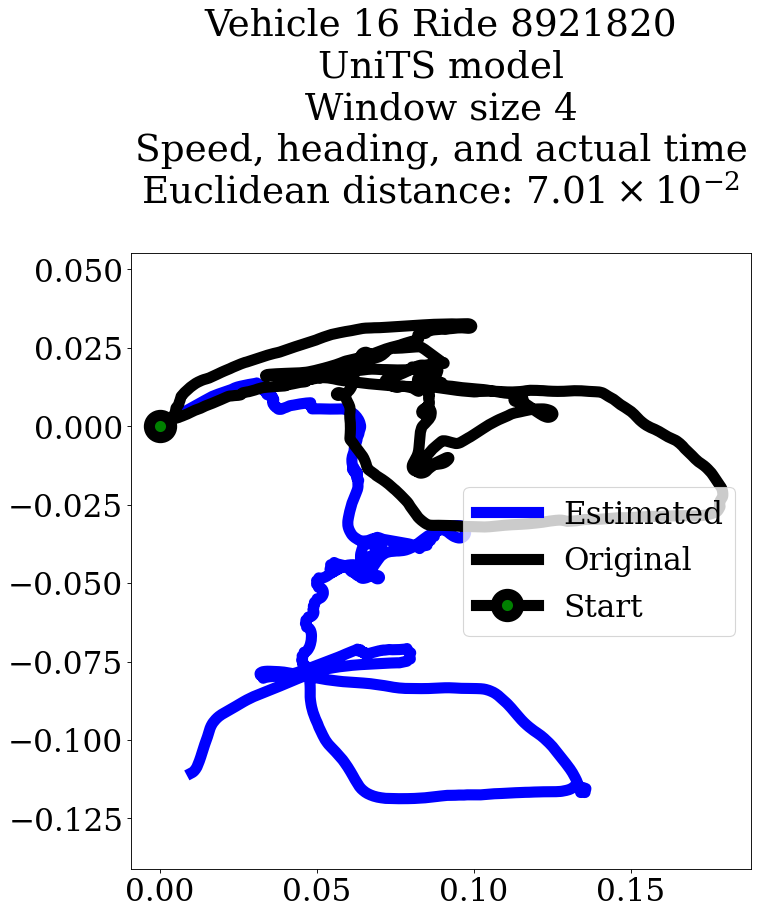 Vehicle 16 Ride 8921820
UniTS model
Window size 4
Speed, heading, and actual time
Euclidean distance: 7.01 × 10⁻²
0.050
0.025
0.000
−0.025
−0.050
−0.075
−0.100
−0.125
Estimated
Original
Start
0.00 0.05 0.10 0.15